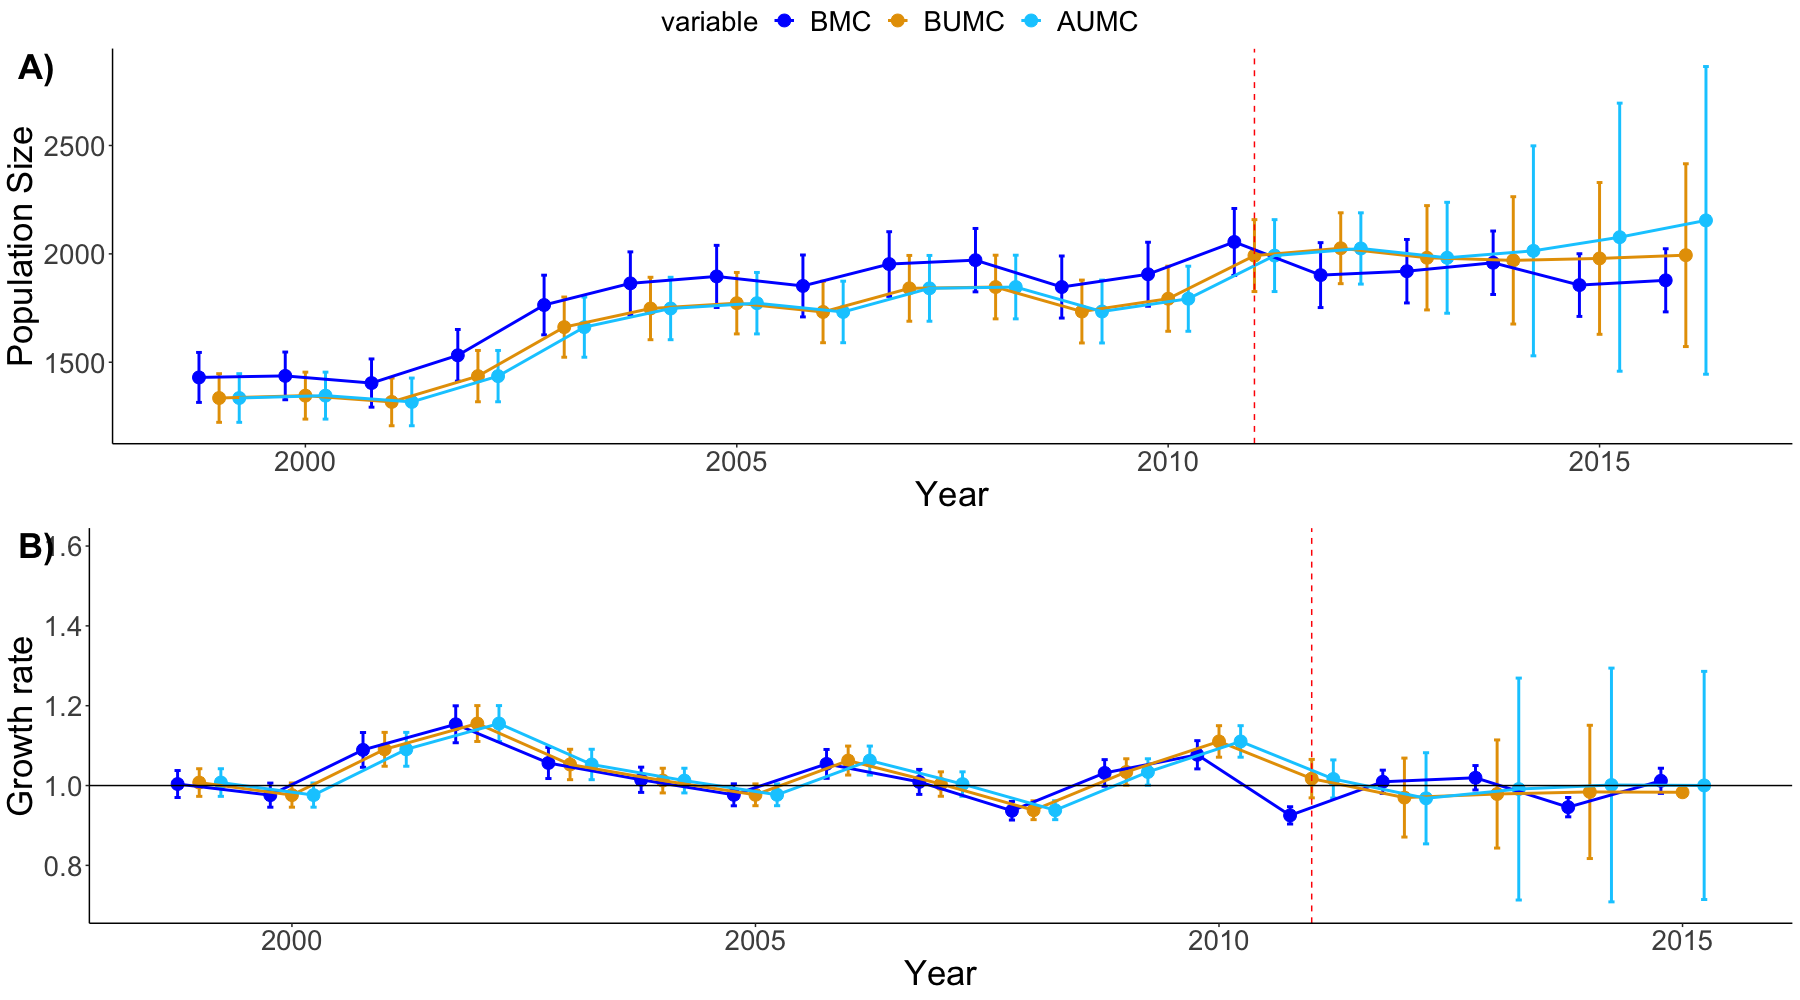 variable BMC BUMC AUMC
A)
Population Size
2500
2000
1500
2000 2005 2010 2015
Year
B)
Growth rate
1.6
1.4
1.2
1.0
0.8
2000 2005 2010 2015
Year